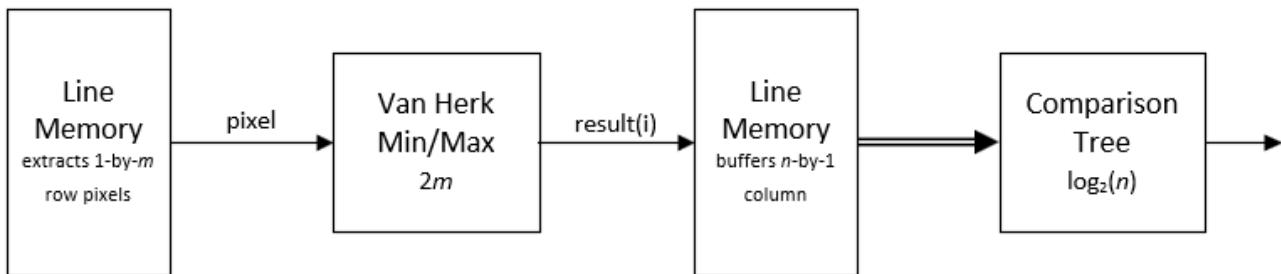 Line
Memory
extracts 1-by-m
row pixels
pixel
Van Herk
Min/Max
2m
result(i)
Line
Memory
buffers n-by-1
column
Comparison
Tree
log₂(n)